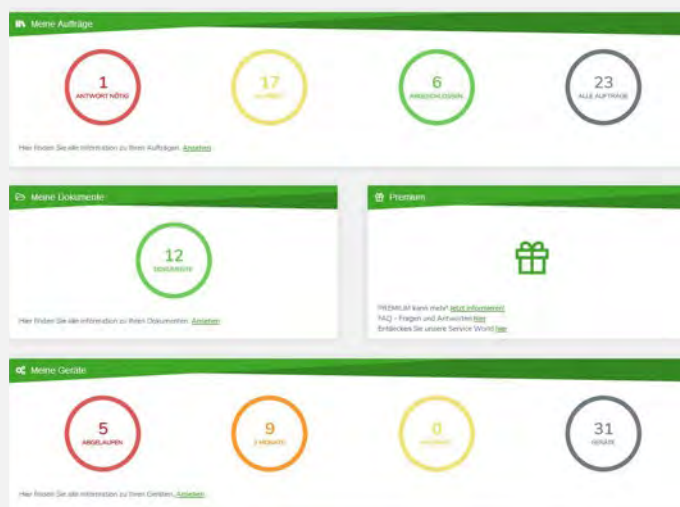 Meine Aufträge
1
ANTWORT NÖTIG
17
6
ABGESCHLOSSEN
23
ALLE AUFTRÄGE
Hier finden Sie alle Information zu Ihren Aufträgen. Ansehen
Meine Dokumente
12
DOKUMENTE
Hier finden Sie alle Information zu Ihren Dokumenten. Ansehen
Premium
PREMIUM kann mehr! Jetzt informieren!
FAQ - Fragen und Antworten hier
Entdecken Sie unsere Service World hier
Meine Geräte
5
ABGELAUFEN
9
2 MONATE
0
31
GERÄTE
Hier finden Sie alle Information zu Ihren Geräten. Ansehen